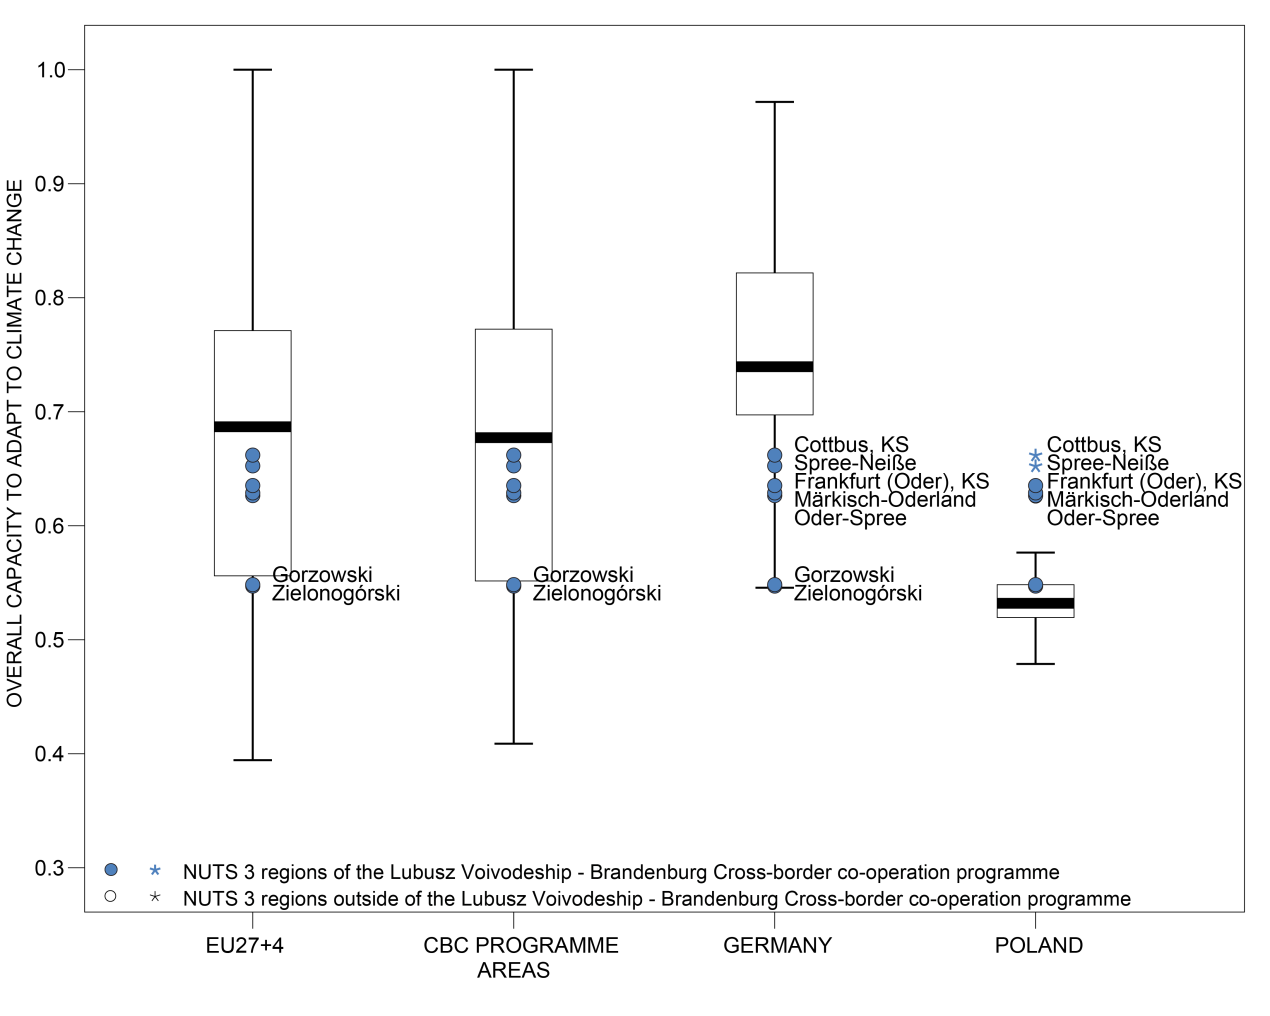 OVERALL CAPACITY TO ADAPT TO CLIMATE CHANGE
1.0
0.9
0.8
0.7
0.6
0.5
0.4
0.3
Gorzowski
Zielonogórski
Gorzowski
Zielonogórski
Cottbus, KS
Spree-Neiße
Frankfurt (Oder), KS
Märkisch-Oderland
Oder-Spree
Gorzowski
Zielonogórski
Cottbus, KS
Spree-Neiße
Frankfurt (Oder), KS
Märkisch-Oderland
Oder-Spree
NUTS 3 regions of the Lubusz Voivodeship - Brandenburg Cross-border co-operation programme
NUTS 3 regions outside of the Lubusz Voivodeship - Brandenburg Cross-border co-operation programme
EU27+4
CBC PROGRAMME
AREAS
GERMANY
POLAND